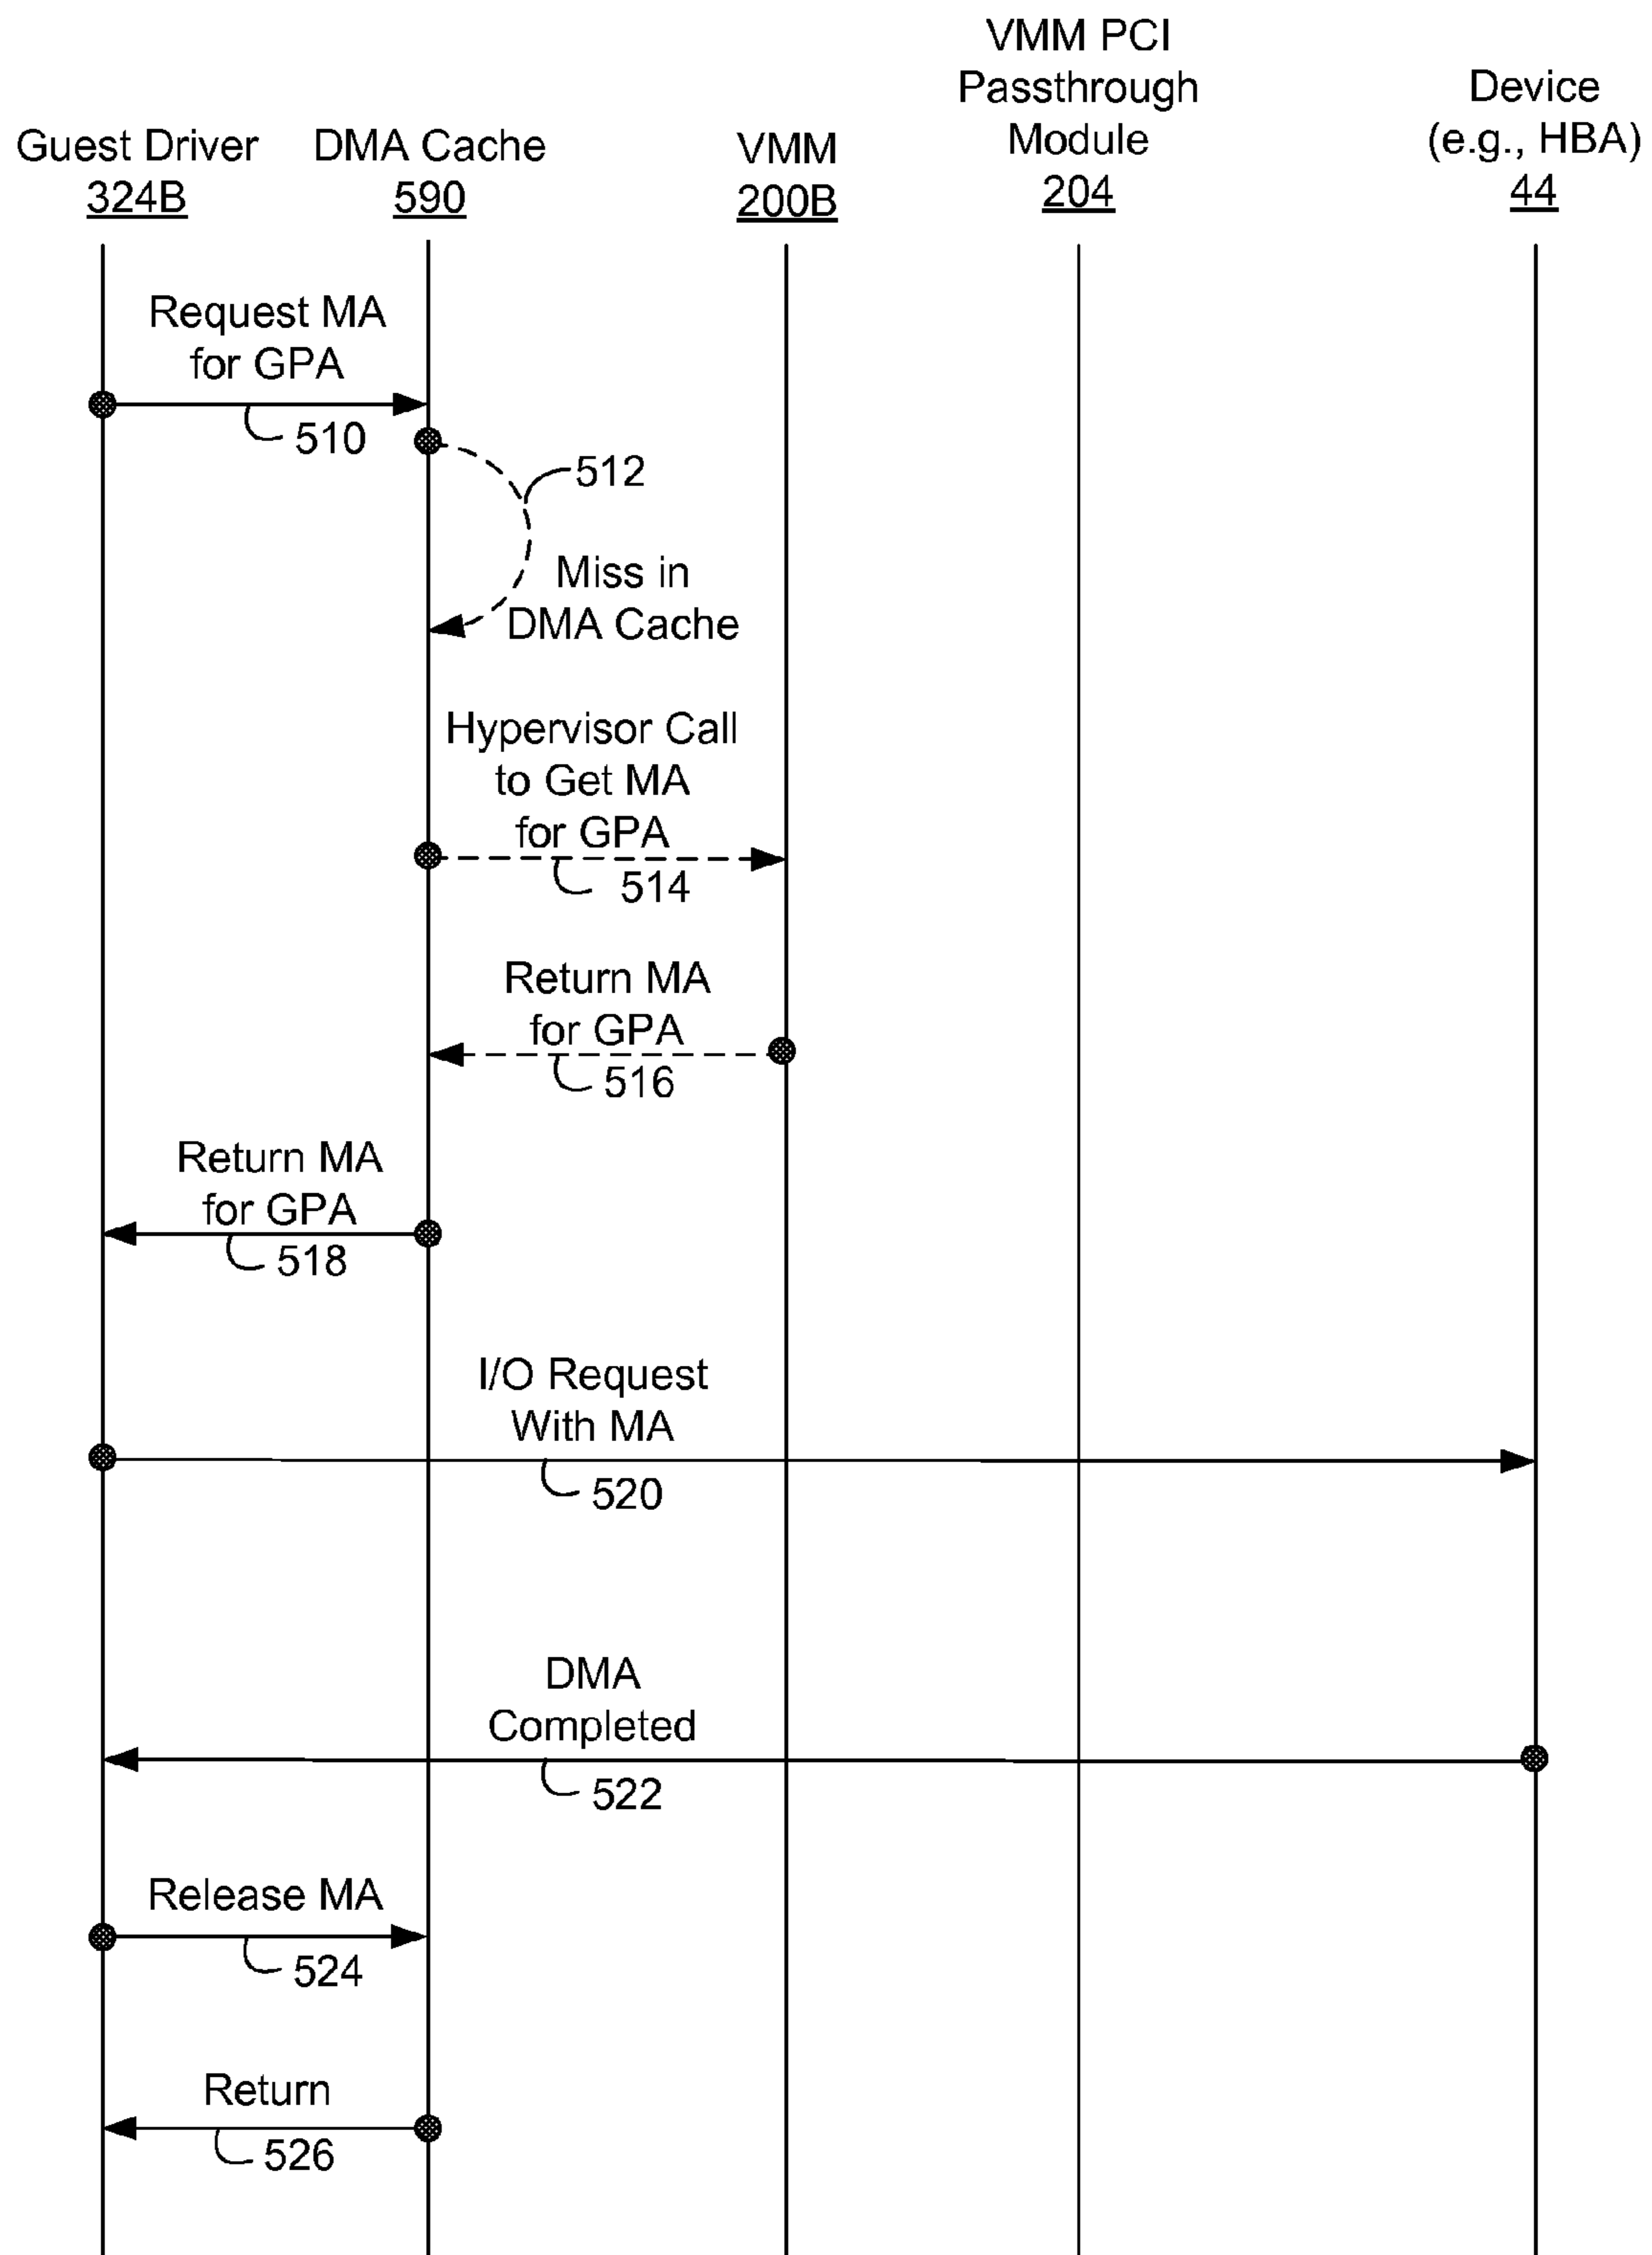 VMM PCI
Passthrough
Module
204
Device
(e.g., HBA)
44
Guest Driver
324B
DMA Cache
590
VMM
200B
Request MA
for GPA
510
512
Miss in
DMA Cache
Hypervisor Call
to Get MA
for GPA
514
Return MA
for GPA
516
Return MA
for GPA
518
I/O Request
With MA
520
DMA
Completed
522
Release MA
524
Return
526